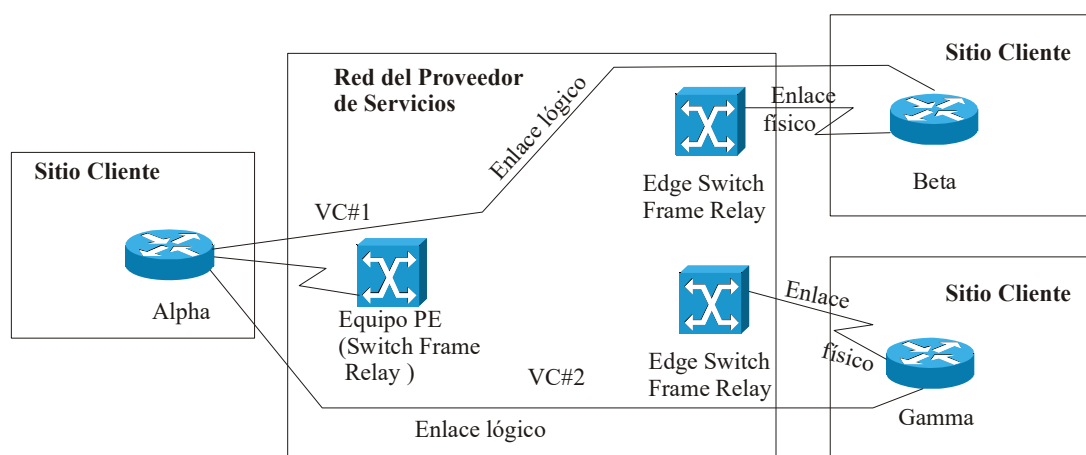 Sitio Cliente
Red del Proveedor
de Servicios
Enlace lógico
Enlace
físico
Beta
Edge Switch
Frame Relay
Sitio Cliente
VC#1
Alpha
Equipo PE
(Switch Frame
Relay )
Edge Switch
Frame Relay
Enlace
físico
Sitio Cliente
Gamma
VC#2
Enlace lógico